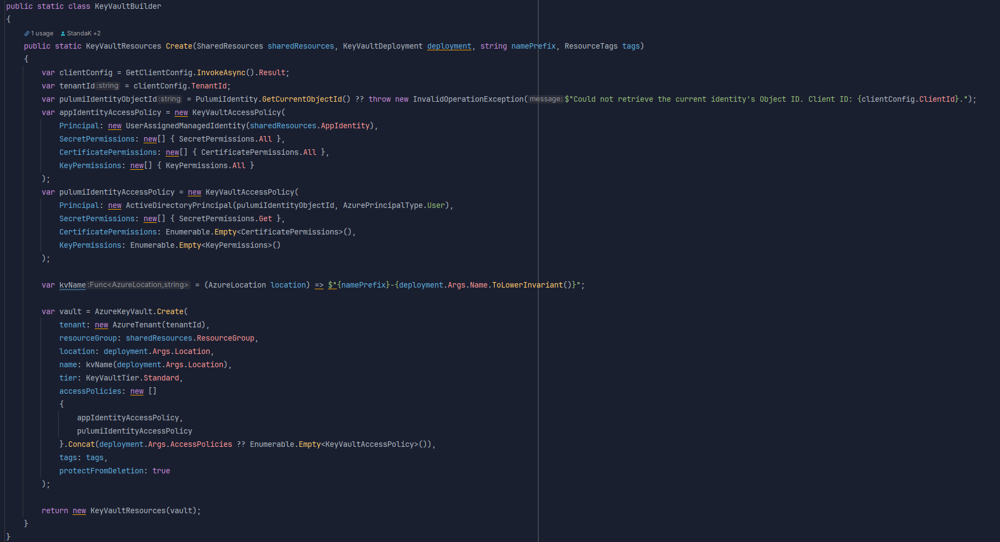 public static class KeyVaultBuilder
{
1 usage StandaK +2
public static KeyVaultResources Create(SharedResources sharedResources, KeyVaultDeployment deployment, string namePrefix, ResourceTags tags)
{
var clientConfig = GetClientConfig.InvokeAsync().Result;
var tenantId :string = clientConfig.TenantId;
var pulumiIdentityObjectId :string = PulumiIdentity.GetCurrentObjectId() ?? throw new InvalidOperationException( message: $"Could not retrieve the current identity's Object ID. Client ID: {clientConfig.ClientId}.");
var appIdentityAccessPolicy = new KeyVaultAccessPolicy(
Principal: new UserAssignedManagedIdentity(sharedResources.AppIdentity),
SecretPermissions: new[] { SecretPermissions.All },
CertificatePermissions: new[] { CertificatePermissions.All },
KeyPermissions: new[] { KeyPermissions.All }
);
var pulumiIdentityAccessPolicy = new KeyVaultAccessPolicy(
Principal: new ActiveDirectoryPrincipal(pulumiIdentityObjectId, AzurePrincipalType.User),
SecretPermissions: new[] { SecretPermissions.Get },
CertificatePermissions: Enumerable.Empty<CertificatePermissions>(),
KeyPermissions: Enumerable.Empty<KeyPermissions>()
);
var kvName :Func<AzureLocation,string> = (AzureLocation location) => $"{namePrefix}-{deployment.Args.Name.ToLowerInvariant()}";
var vault = AzureKeyVault.Create(
tenant: new AzureTenant(tenantId),
resourceGroup: sharedResources.ResourceGroup,
location: deployment.Args.Location,
name: kvName(deployment.Args.Location),
tier: KeyVaultTier.Standard,
accessPolicies: new []
{
appIdentityAccessPolicy,
pulumiIdentityAccessPolicy
}.Concat(deployment.Args.AccessPolicies ?? Enumerable.Empty<KeyVaultAccessPolicy>()),
tags: tags,
protectFromDeletion: true
);
return new KeyVaultResources(vault);
}
}